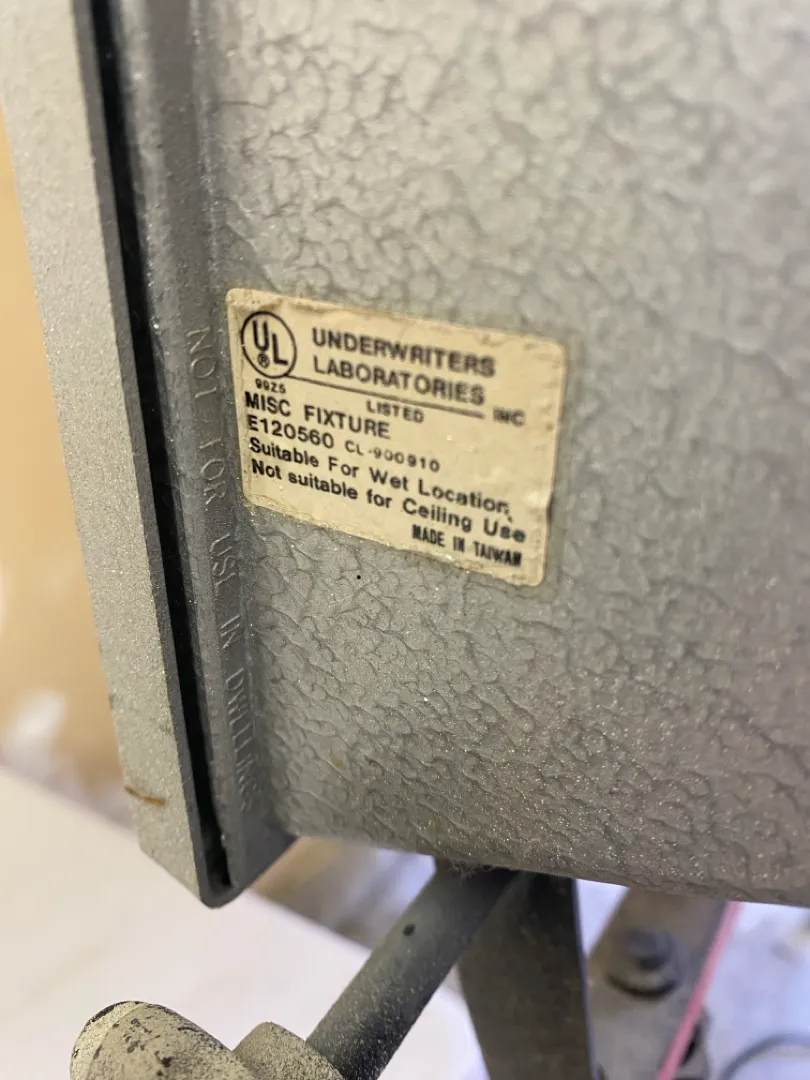 UL
®
UNDERWRITERS
LABORATORIES INC
9925
LISTED
MISC FIXTURE
E120560 CL-900910
Suitable For Wet Location,
Not suitable for Ceiling Use
MADE IN TAIWAN
NOT FOR USE IN DWELLINGS